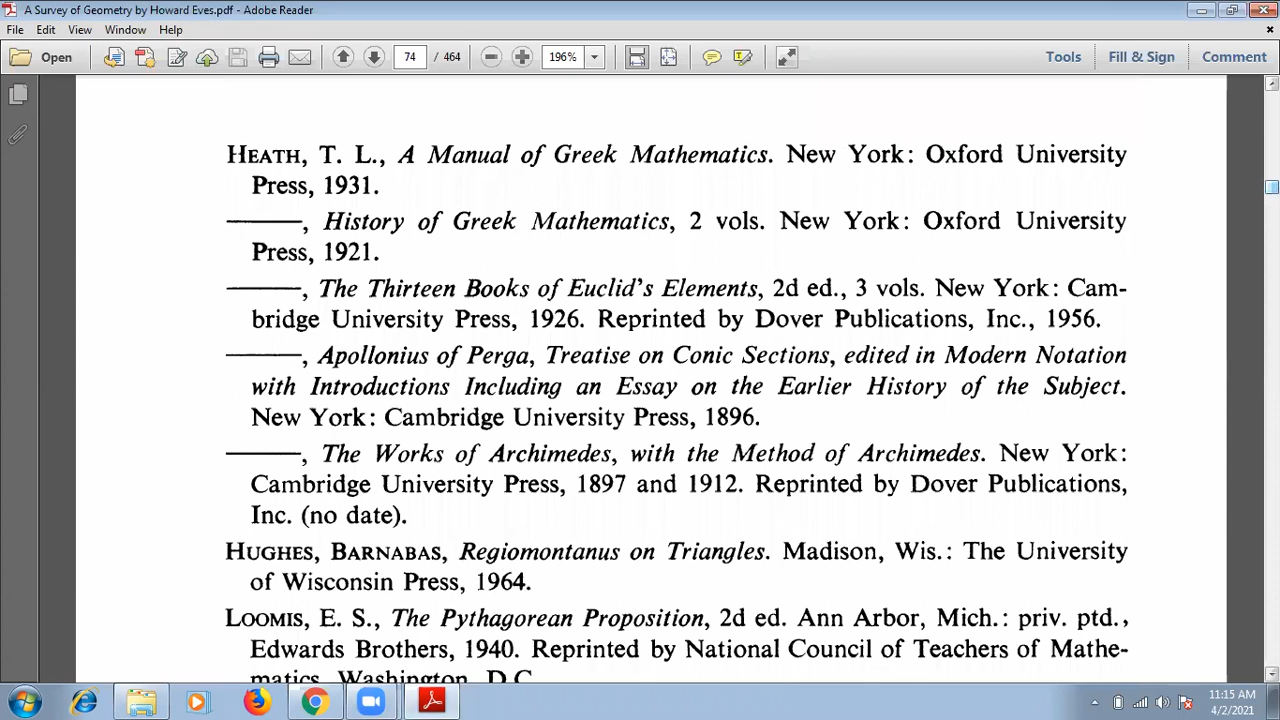 A Survey of Geometry by Howard Eves.pdf - Adobe Reader
File Edit View Window Help
Open 74 / 464 196% Tools Fill & Sign Comment
HEATH, T. L., A Manual of Greek Mathematics. New York: Oxford University
Press, 1931.
———, History of Greek Mathematics, 2 vols. New York: Oxford University
Press, 1921.
———, The Thirteen Books of Euclid's Elements, 2d ed., 3 vols. New York: Cam-
bridge University Press, 1926. Reprinted by Dover Publications, Inc., 1956.
———, Apollonius of Perga, Treatise on Conic Sections, edited in Modern Notation
with Introductions Including an Essay on the Earlier History of the Subject.
New York: Cambridge University Press, 1896.
———, The Works of Archimedes, with the Method of Archimedes. New York:
Cambridge University Press, 1897 and 1912. Reprinted by Dover Publications,
Inc. (no date).
HUGHES, BARNABAS, Regiomontanus on Triangles. Madison, Wis.: The University
of Wisconsin Press, 1964.
LOOMIS, E. S., The Pythagorean Proposition, 2d ed. Ann Arbor, Mich.: priv. ptd.,
Edwards Brothers, 1940. Reprinted by National Council of Teachers of Mathe-
matics, Washington, D.C.
11:15 AM
4/2/2021